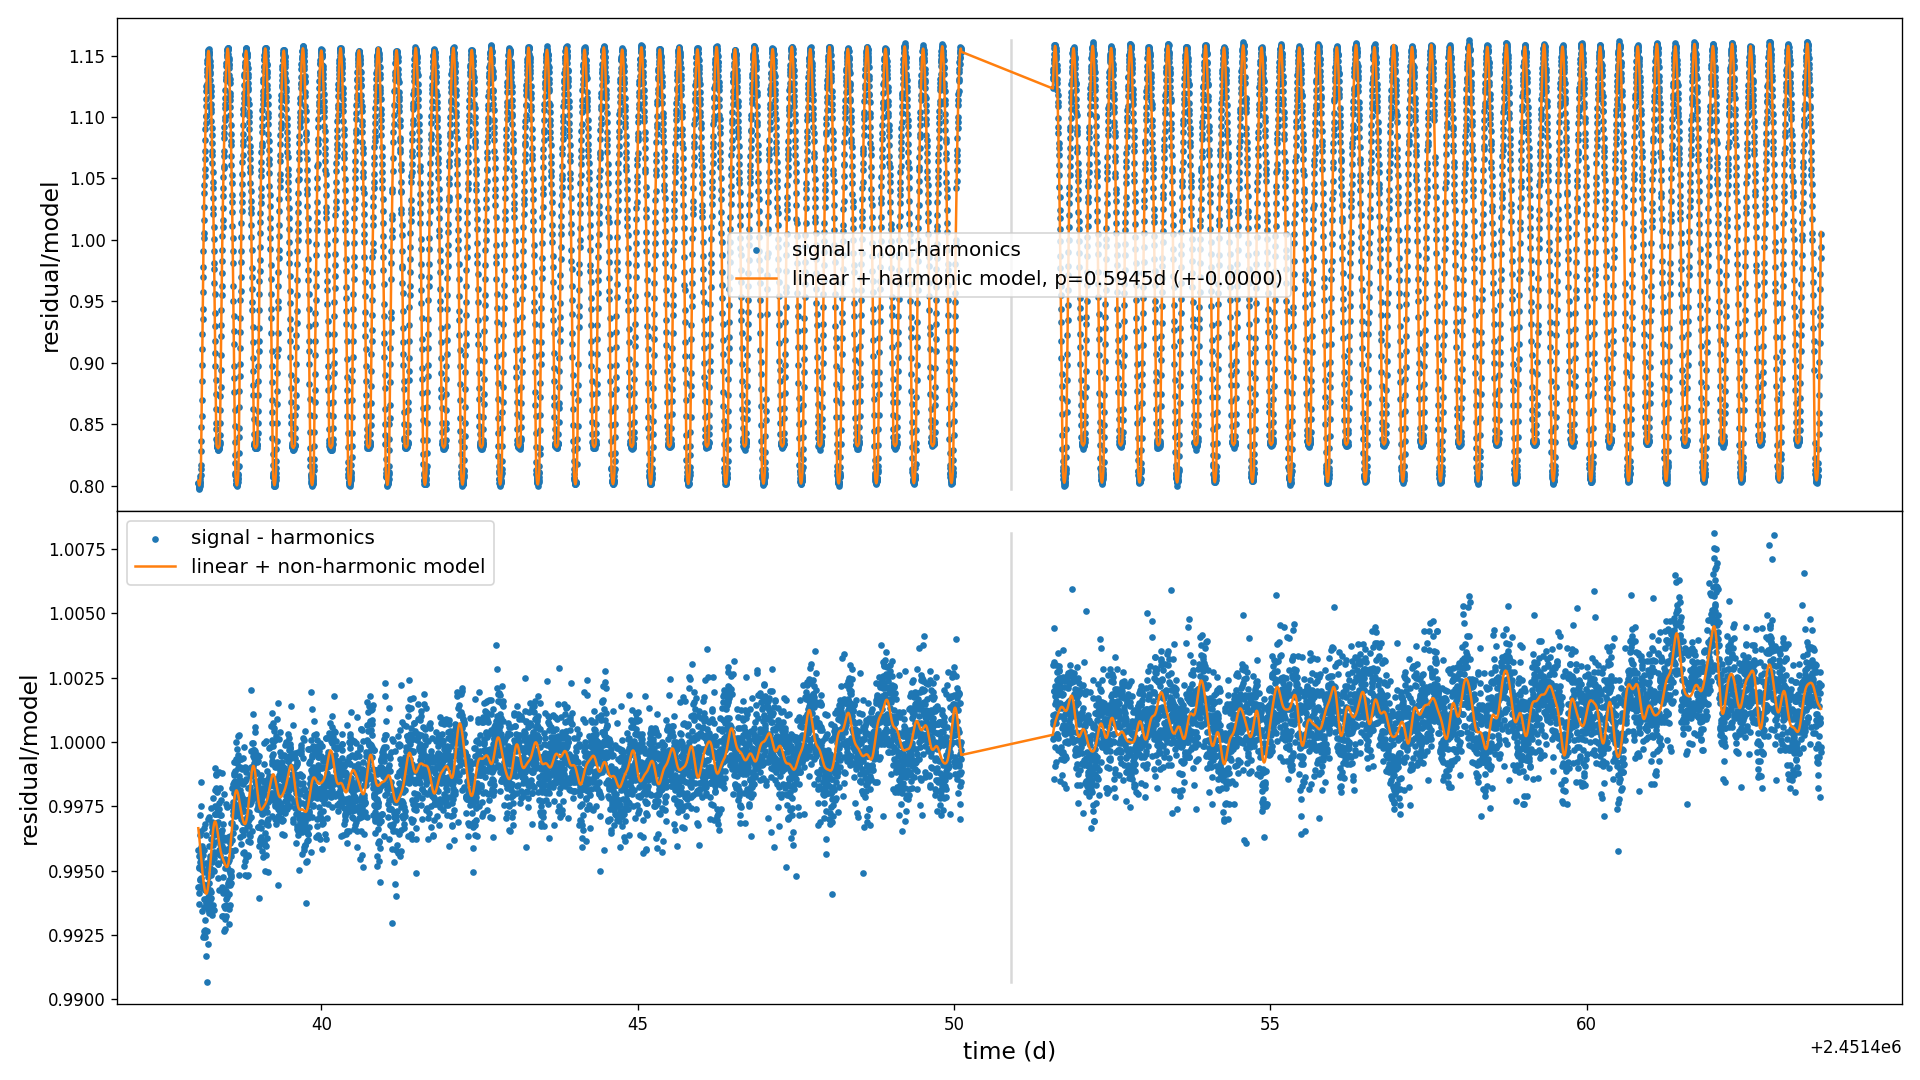 1.15
1.10
1.05
1.00
0.95
0.90
0.85
0.80
residual/model
signal - non-harmonics
linear + harmonic model, p=0.5945d (+-0.0000)
signal - harmonics
linear + non-harmonic model
1.0075
1.0050
1.0025
1.0000
0.9975
0.9950
0.9925
0.9900
residual/model
40
45
50
55
60
time (d)
+2.4514e6